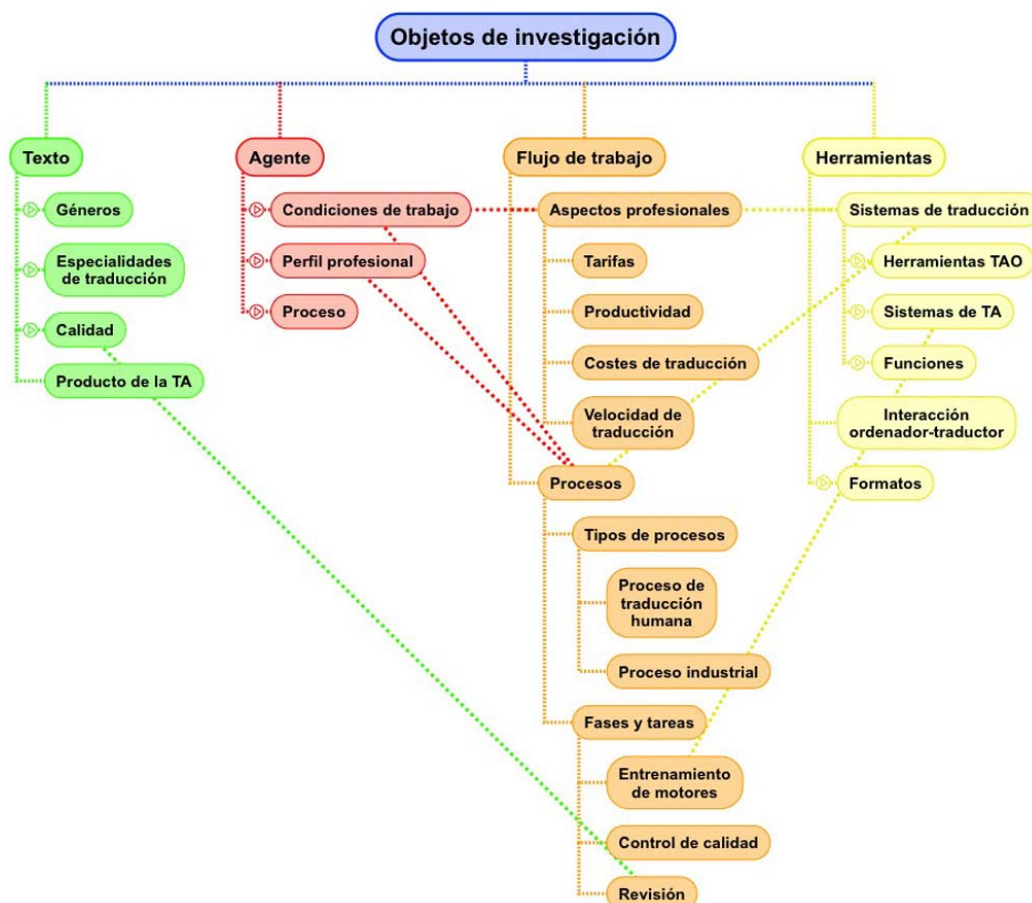 Objetos de investigación
Texto
Géneros
Especialidades
de traducción
Calidad
Producto de la TA
Agente
Condiciones de trabajo
Perfil profesional
Proceso
Flujo de trabajo
Aspectos profesionales
Tarifas
Productividad
Costes de traducción
Velocidad de
traducción
Procesos
Tipos de procesos
Proceso de
traducción
humana
Proceso industrial
Fases y tareas
Entrenamiento
de motores
Control de calidad
Revisión
Herramientas
Sistemas de traducción
Herramientas TAO
Sistemas de TA
Funciones
Interacción
ordenador-traductor
Formatos